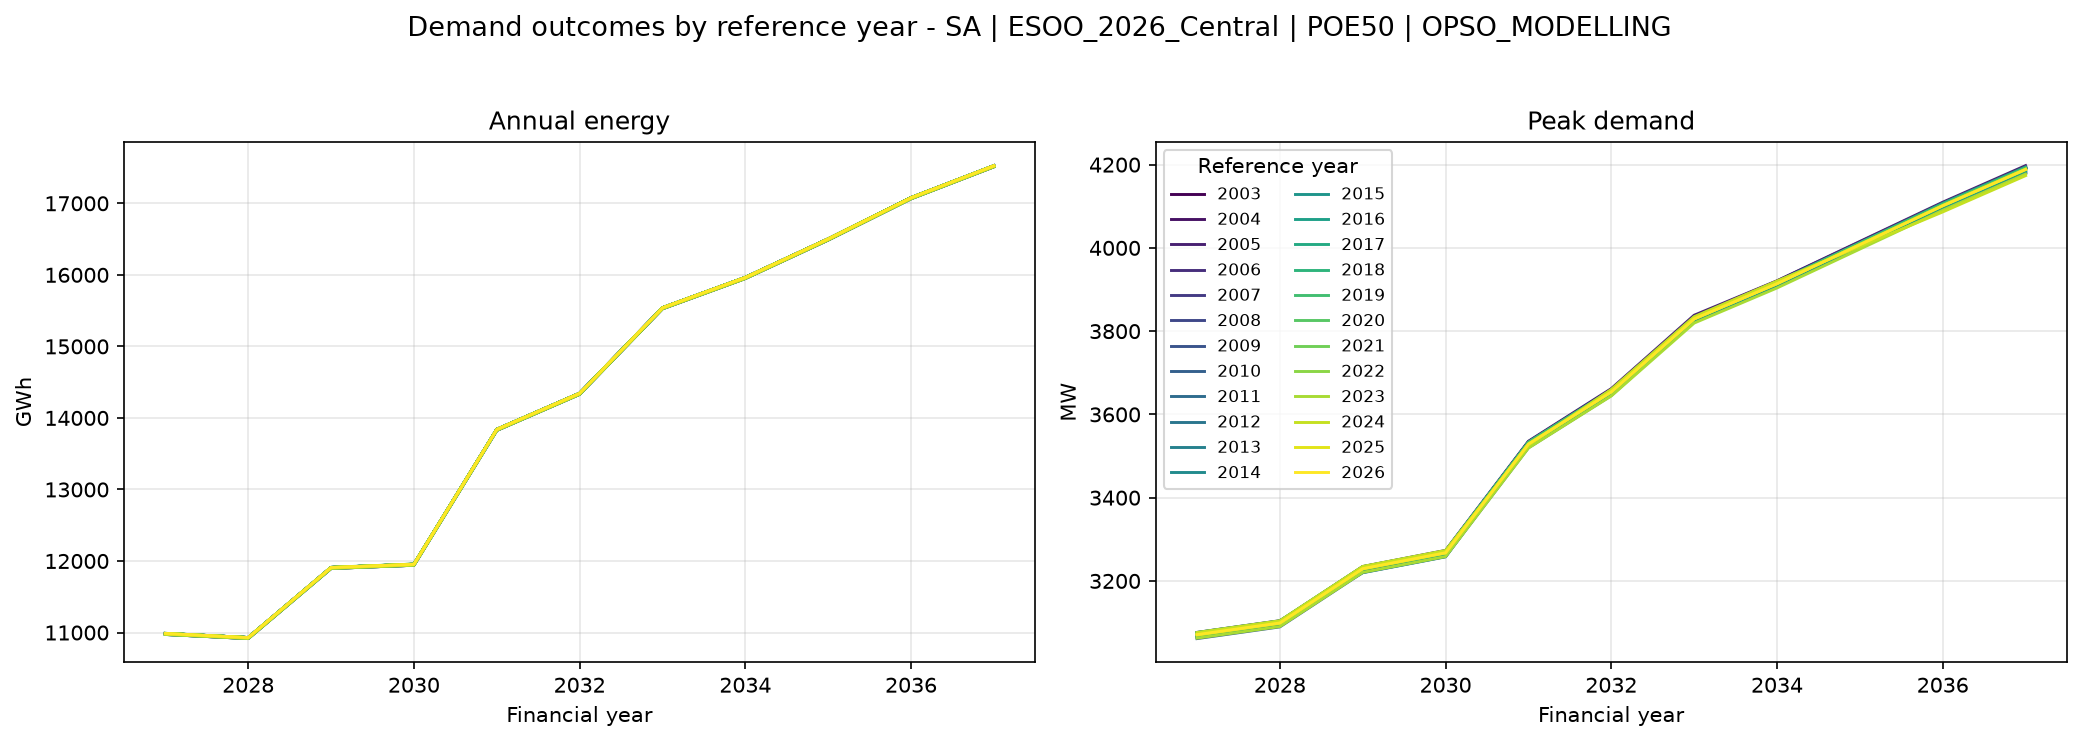 Demand outcomes by reference year - SA | ESOO_2026_Central | POE50 | OPSO_MODELLING
Annual energy
17000
16000
15000
14000
13000
12000
11000
GWh
2028 2030 2032 2034 2036
Financial year
Peak demand
Reference year
2003 2015
2004 2016
2005 2017
2006 2018
2007 2019
2008 2020
2009 2021
2010 2022
2011 2023
2012 2024
2013 2025
2014 2026
4200
4000
3800
3600
3400
3200
MW
2028 2030 2032 2034 2036
Financial year